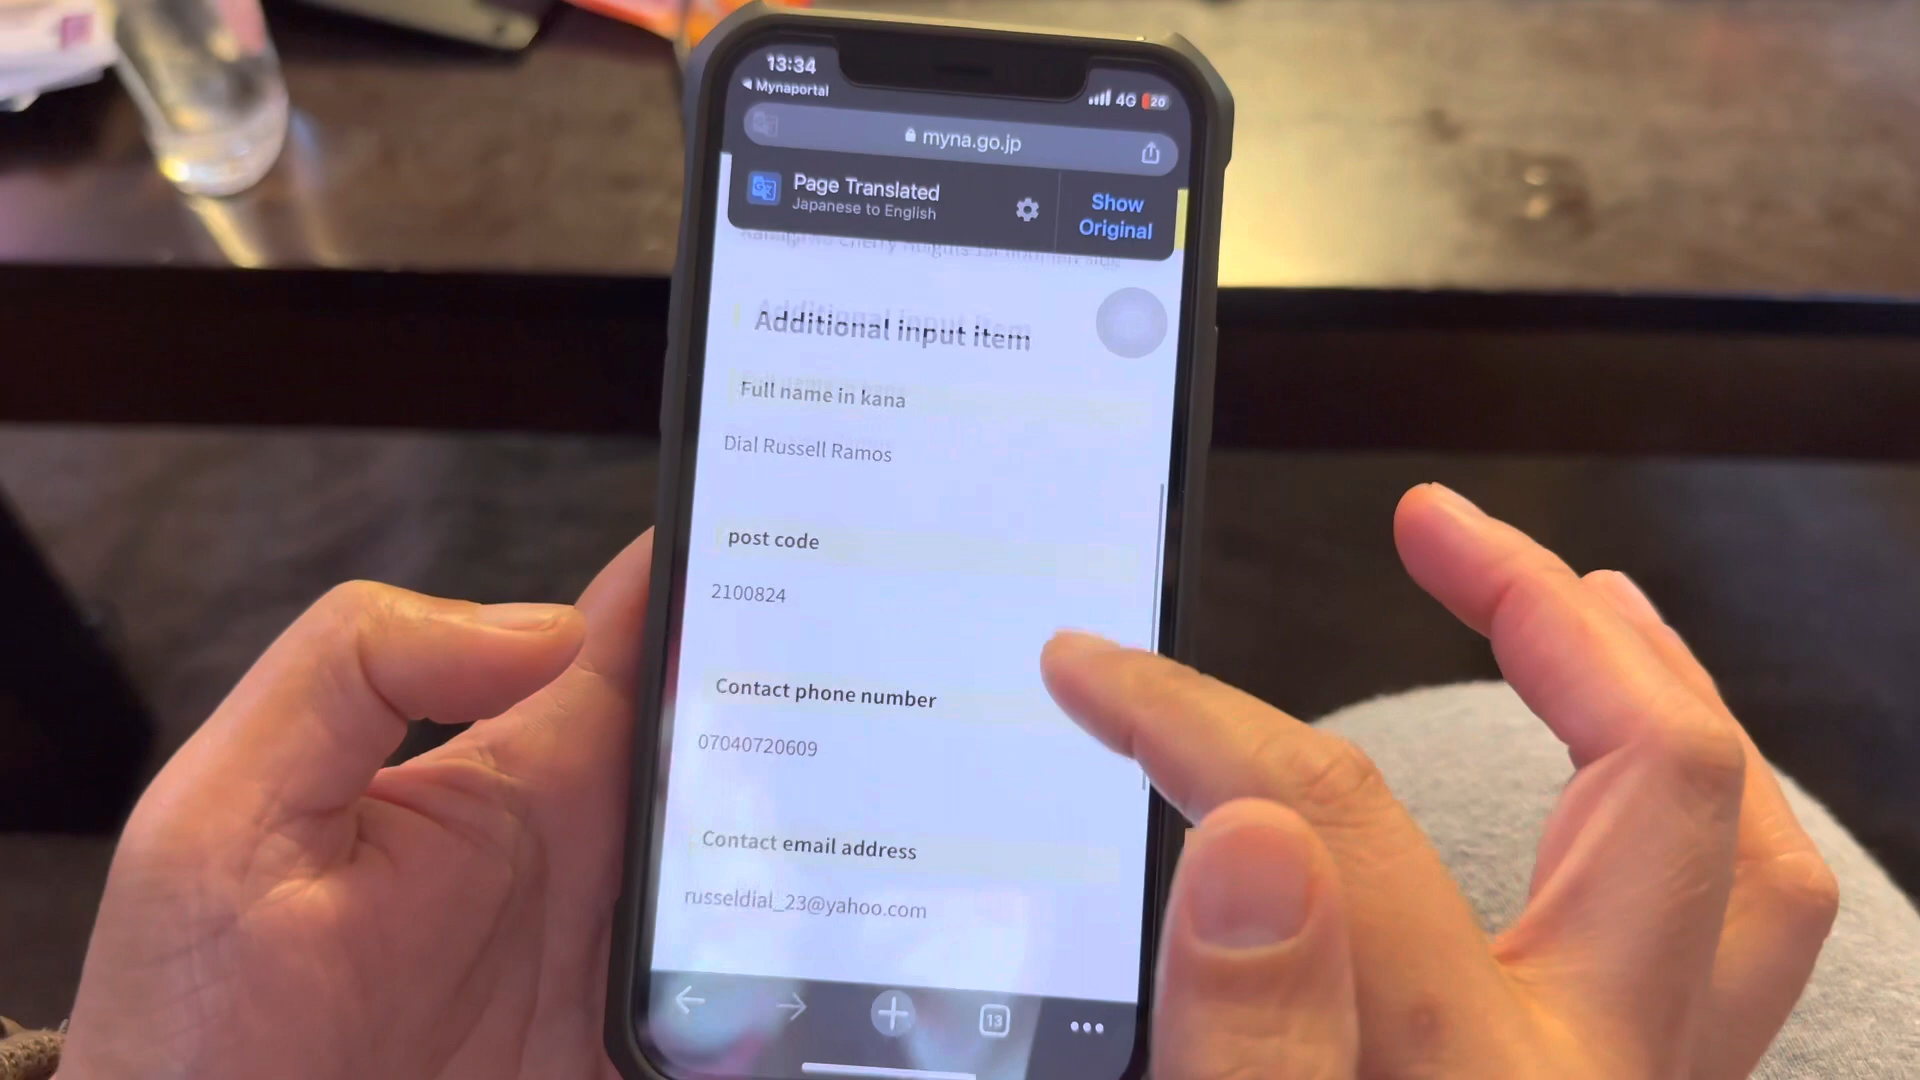 13:34
Mynaportal
4G 20
myna.go.jp
Page Translated
Japanese to English
Show
Original
Additional input item
Full name in kana
Dial Russell Ramos
post code
2100824
Contact phone number
07040720609
Contact email address
russeldial_23@yahoo.com
13